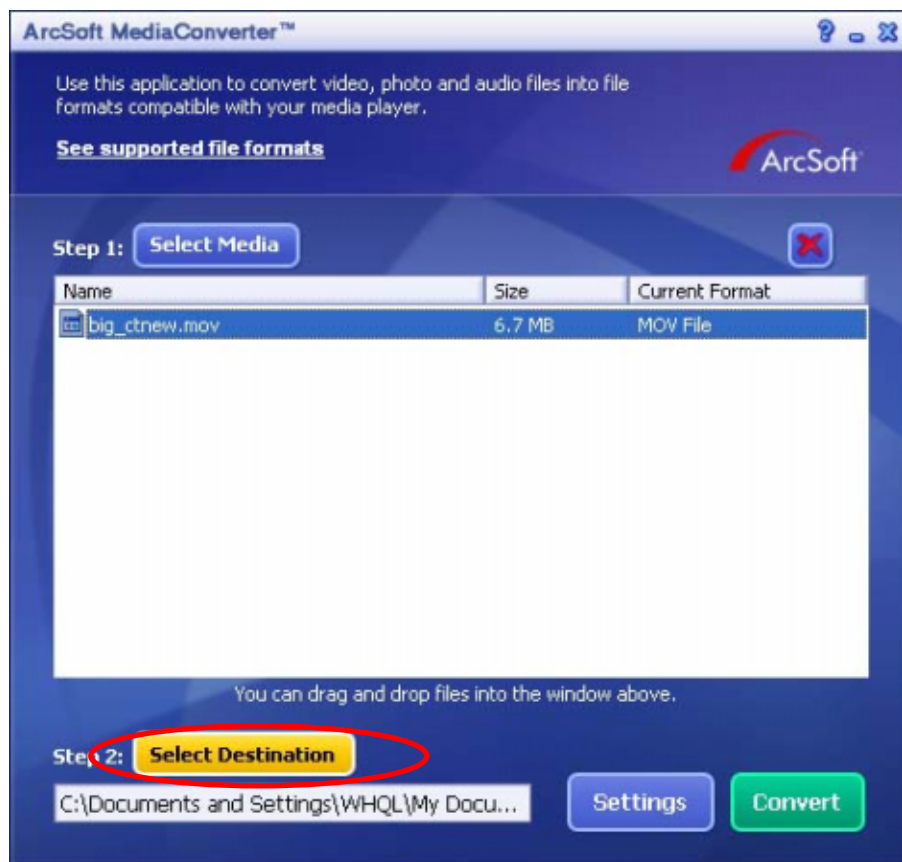 ArcSoft MediaConverter™
Use this application to convert video, photo and audio files into file
formats compatible with your media player.
See supported file formats
ArcSoft
Step 1: Select Media
Name Size Current Format
big_ctnew.mov 6.7 MB MOV File
You can drag and drop files into the window above.
Step 2: Select Destination
C:\Documents and Settings\WHQL\My Docu... Settings Convert